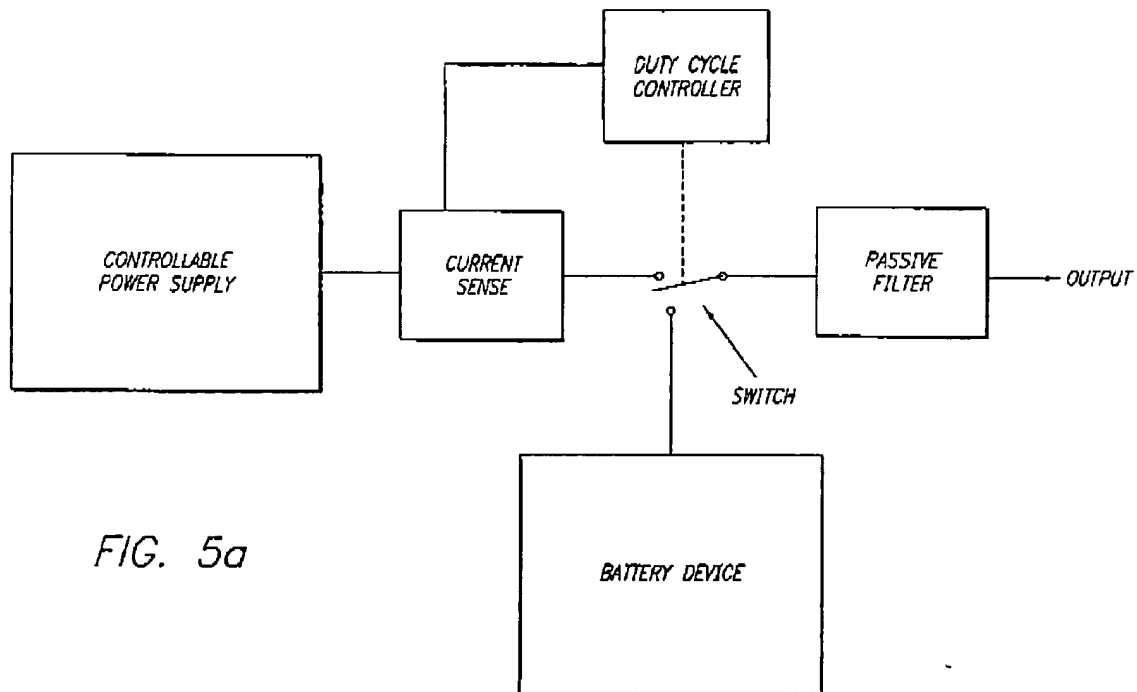 DUTY CYCLE
CONTROLLER
CONTROLLABLE
POWER SUPPLY
CURRENT
SENSE
PASSIVE
FILTER
OUTPUT
SWITCH
BATTERY DEVICE
FIG. 5a